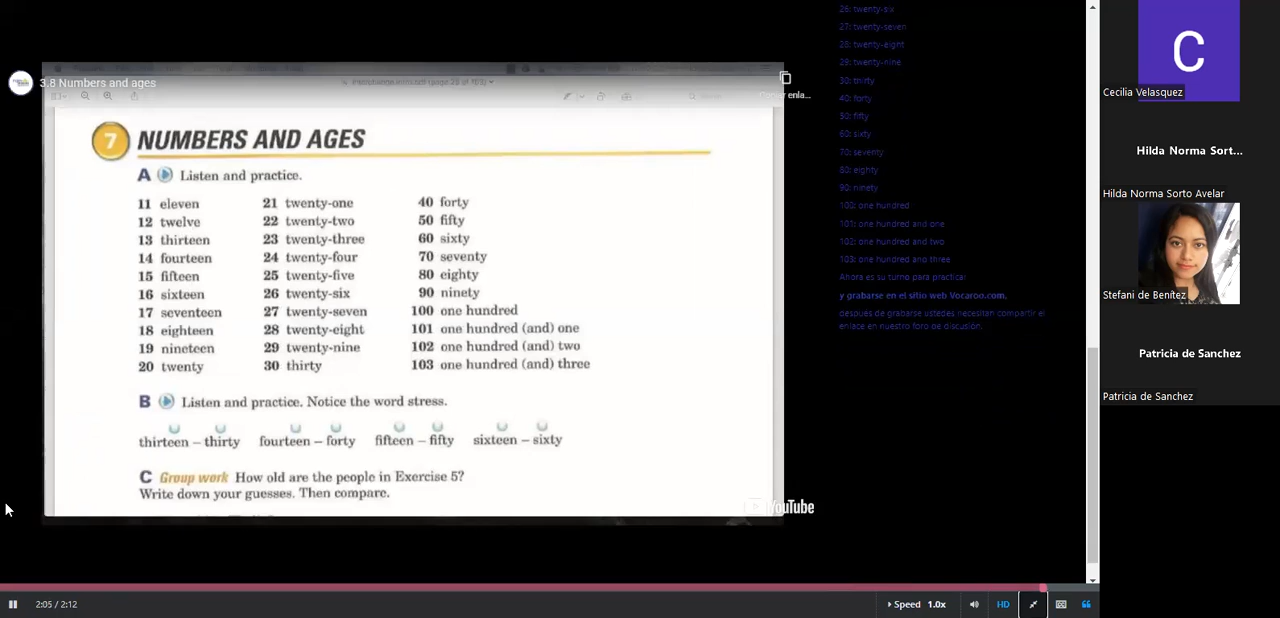 3.8 Numbers and ages
Copiar enla...
7 NUMBERS AND AGES
A Listen and practice.
11 eleven
12 twelve
13 thirteen
14 fourteen
15 fifteen
16 sixteen
17 seventeen
18 eighteen
19 nineteen
20 twenty
21 twenty-one
22 twenty-two
23 twenty-three
24 twenty-four
25 twenty-five
26 twenty-six
27 twenty-seven
28 twenty-eight
29 twenty-nine
30 thirty
40 forty
50 fifty
60 sixty
70 seventy
80 eighty
90 ninety
100 one hundred
101 one hundred (and) one
102 one hundred (and) two
103 one hundred (and) three
B Listen and practice. Notice the word stress.
thirteen – thirty fourteen – forty fifteen – fifty sixteen – sixty
C Group work How old are the people in Exercise 5?
Write down your guesses. Then compare.
YouTube
26: twenty-six
27: twenty-seven
28: twenty-eight
29: twenty-nine
30: thirty
40: forty
50: fifty
60: sixty
70: seventy
80: eighty
90: ninety
100: one hundred
101: one hundred and one
102: one hundred and two
103: one hundred and three
Ahora es su turno para practicar
y grabarse en el sitio web Vocaroo.com,
después de grabarse ustedes necesitan compartir el
enlace en nuestro foro de discusión.
2:05 / 2:12
Speed 1.0x
HD
C
Cecilia Velasquez
Hilda Norma Sort...
Hilda Norma Sorto Avelar
Stefani de Benítez
Patricia de Sanchez
Patricia de Sanchez